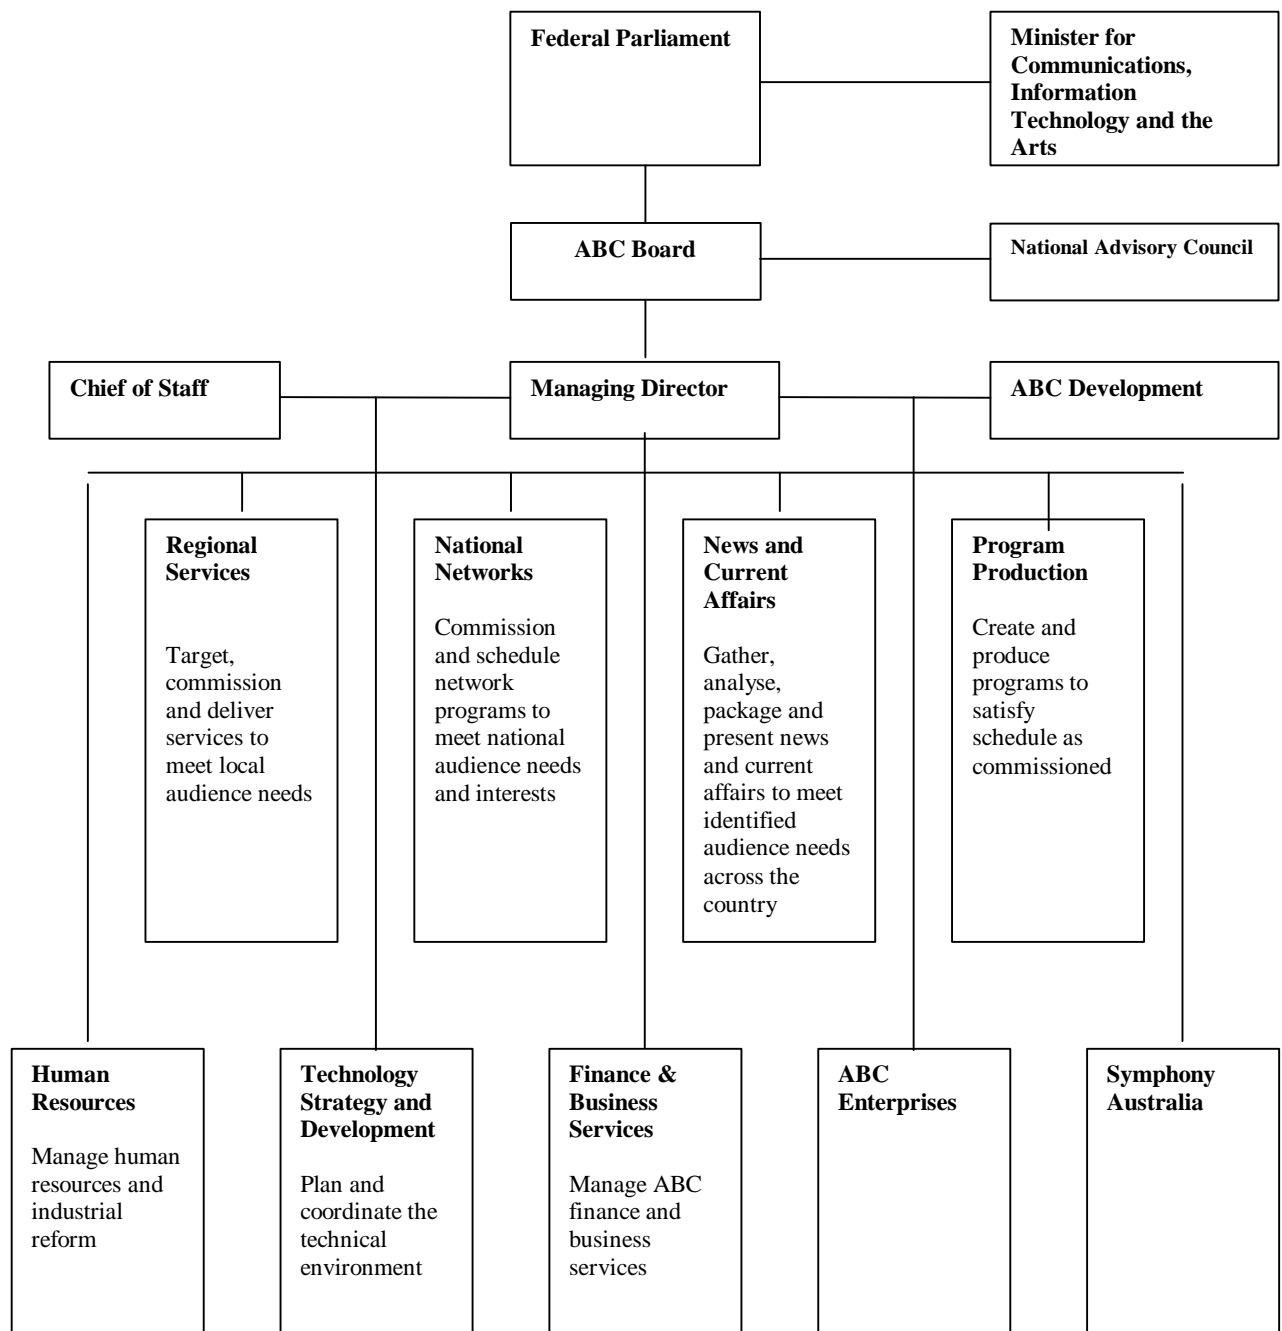 Federal Parliament
Minister for
Communications,
Information
Technology and the
Arts
ABC Board
National Advisory Council
Chief of Staff
Managing Director
ABC Development
Regional
Services
Target,
commission
and deliver
services to
meet local
audience needs
National
Networks
Commission
and schedule
network
programs to
meet national
audience needs
and interests
News and
Current
Affairs
Gather,
analyse,
package and
present news
and current
affairs to meet
identified
audience needs
across the
country
Program
Production
Create and
produce
programs to
satisfy
schedule as
commissioned
Human
Resources
Manage human
resources and
industrial
reform
Technology
Strategy and
Development
Plan and
coordinate the
technical
environment
Finance &
Business
Services
Manage ABC
finance and
business
services
ABC
Enterprises
Symphony
Australia